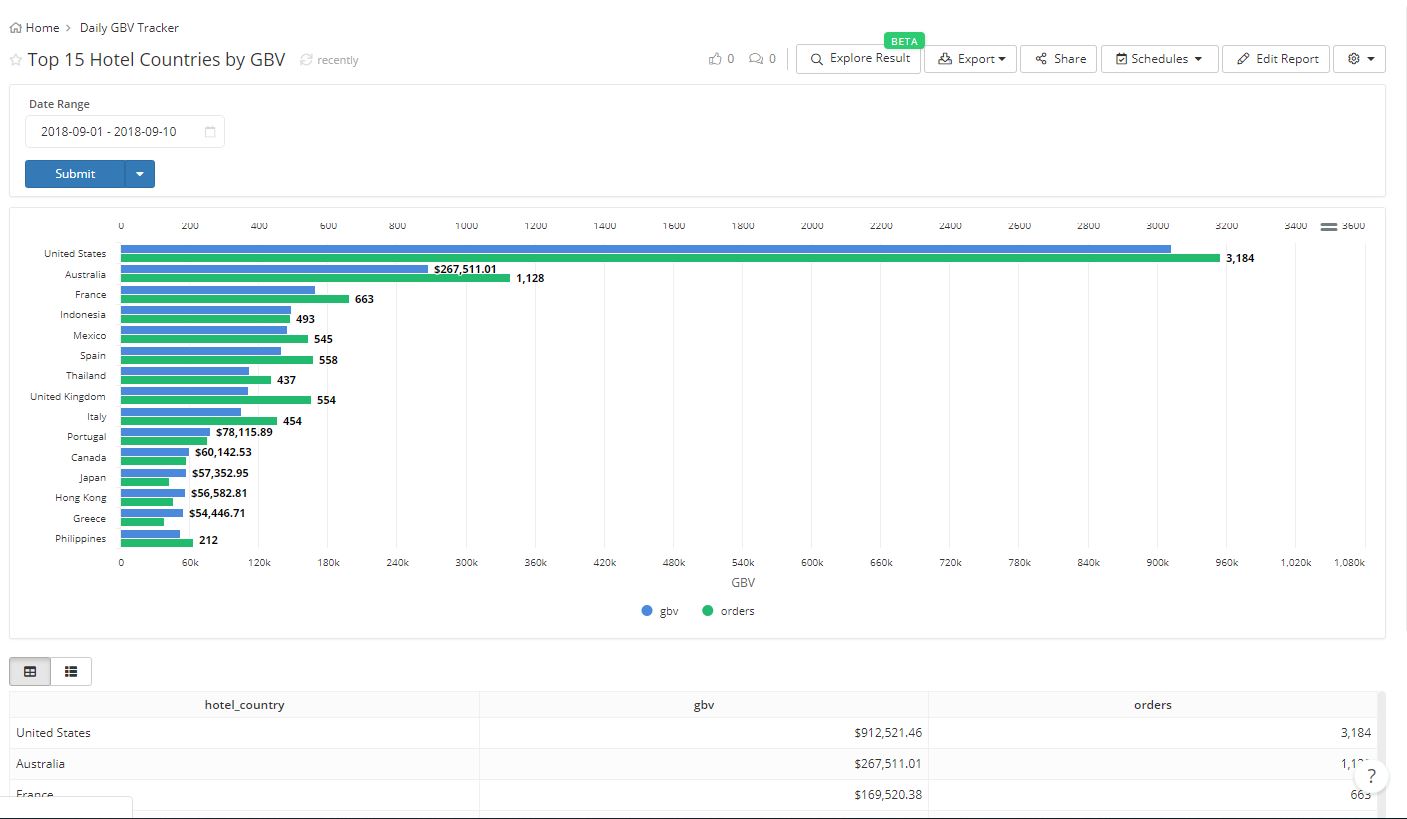 Home > Daily GBV Tracker
BETA
Top 15 Hotel Countries by GBV recently 0 0 Explore Result Export Share Schedules Edit Report
Date Range
2018-09-01 - 2018-09-10
Submit
0 200 400 600 800 1000 1200 1400 1600 1800 2000 2200 2400 2600 2800 3000 3200 3400 3600
United States 3,184
Australia $267,511.01 1,128
France 663
Indonesia 493
Mexico 545
Spain 558
Thailand 437
United Kingdom 554
Italy 454
Portugal $78,115.89
Canada $60,142.53
Japan $57,352.95
Hong Kong $56,582.81
Greece $54,446.71
Philippines 212
0 60k 120k 180k 240k 300k 360k 420k 480k 540k 600k 660k 720k 780k 840k 900k 960k 1,020k 1,080k
GBV
gbv orders
hotel_country gbv orders
United States $912,521.46 3,184
Australia $267,511.01
France $169,520.38 663
?